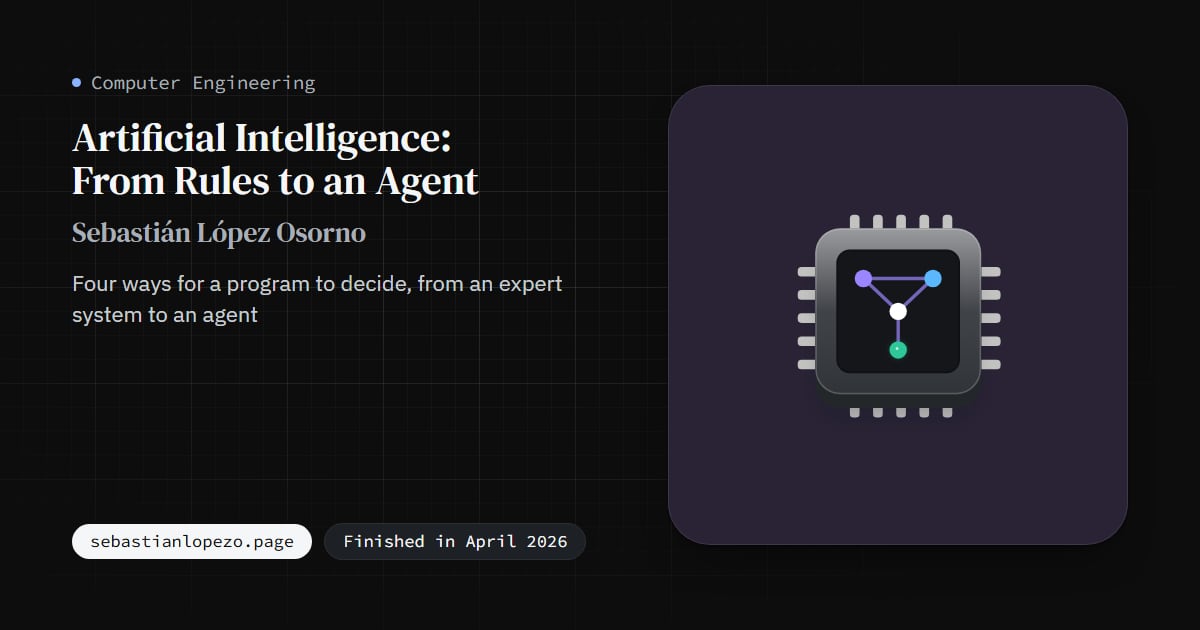 Computer Engineering
Artificial Intelligence:
From Rules to an Agent
Sebastián López Osorno
Four ways for a program to decide, from an expert
system to an agent
sebastianlopezo.page
Finished in April 2026